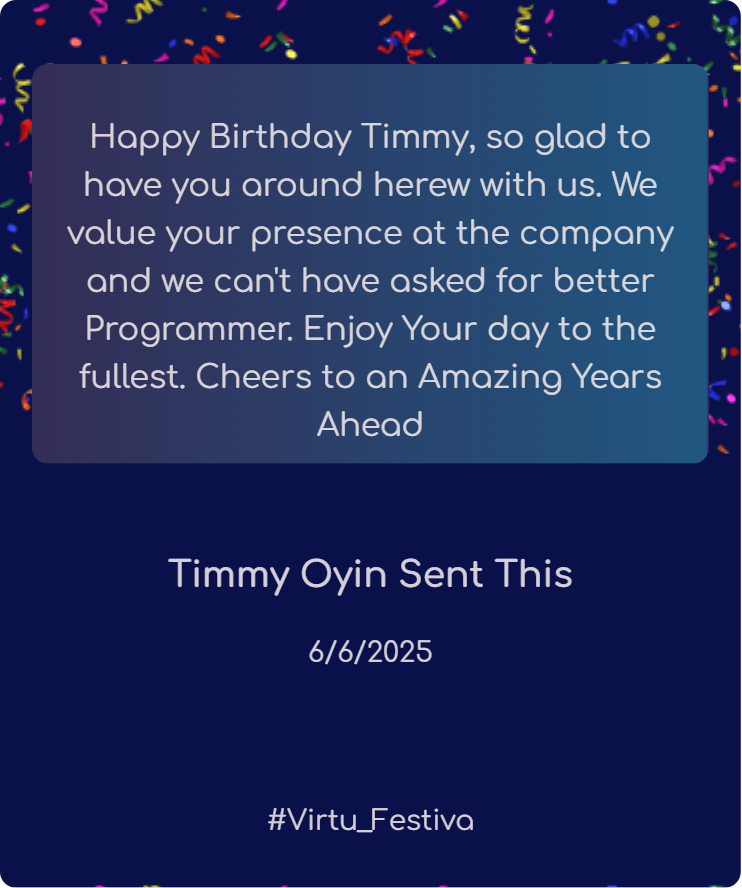 Happy Birthday Timmy, so glad to
have you around herew with us. We
value your presence at the company
and we can't have asked for better
Programmer. Enjoy Your day to the
fullest. Cheers to an Amazing Years
Ahead
Timmy Oyin Sent This
6/6/2025
#Virtu_Festiva